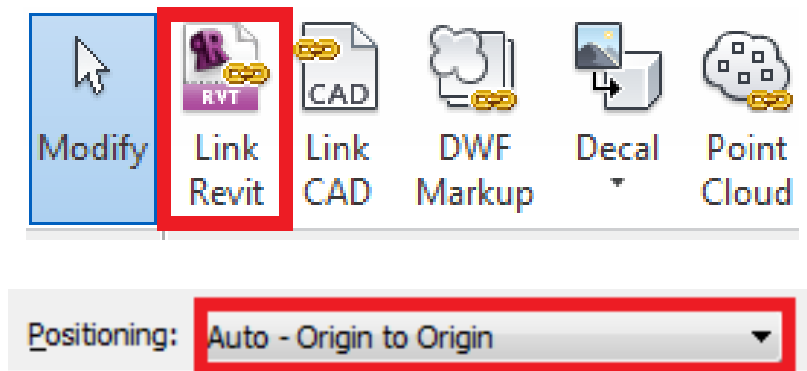 RVT
CAD
Modify
Link Revit
Link CAD
DWF Markup
Decal
Point Cloud
Positioning: Auto - Origin to Origin